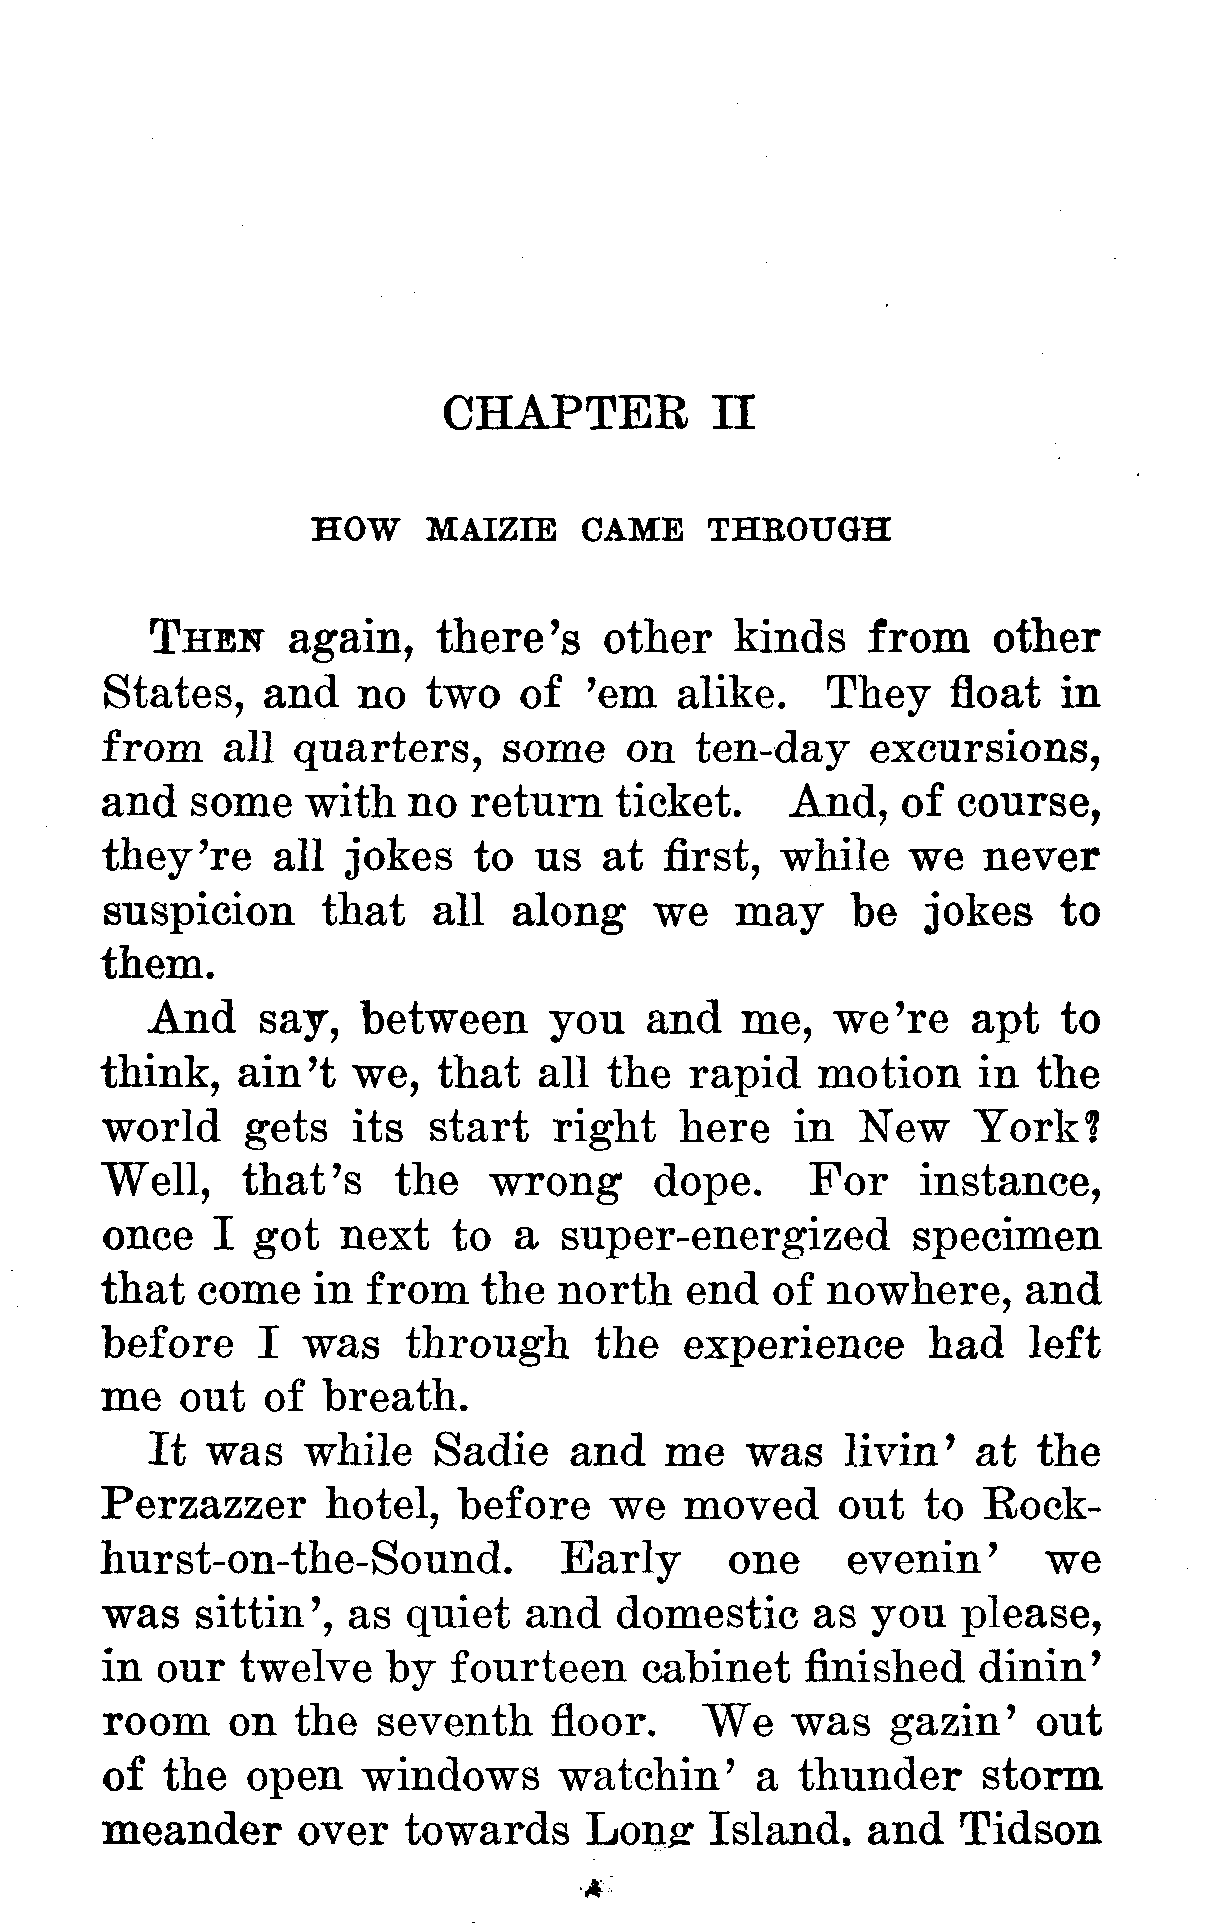 CHAPTER II
HOW MAIZIE CAME THROUGH
THEN again, there's other kinds from other
States, and no two of 'em alike. They float in
from all quarters, some on ten-day excursions,
and some with no return ticket. And, of course,
they're all jokes to us at first, while we never
suspicion that all along we may be jokes to
them.
And say, between you and me, we're apt to
think, ain't we, that all the rapid motion in the
world gets its start right here in New York?
Well, that's the wrong dope. For instance,
once I got next to a super-energized specimen
that come in from the north end of nowhere, and
before I was through the experience had left
me out of breath.
It was while Sadie and me was livin' at the
Perzazzer hotel, before we moved out to Rock-
hurst-on-the-Sound. Early one evenin' we
was sittin', as quiet and domestic as you please,
in our twelve by fourteen cabinet finished dinin'
room on the seventh floor. We was gazin' out
of the open windows watchin' a thunder storm
meander over towards Long Island, and Tidson